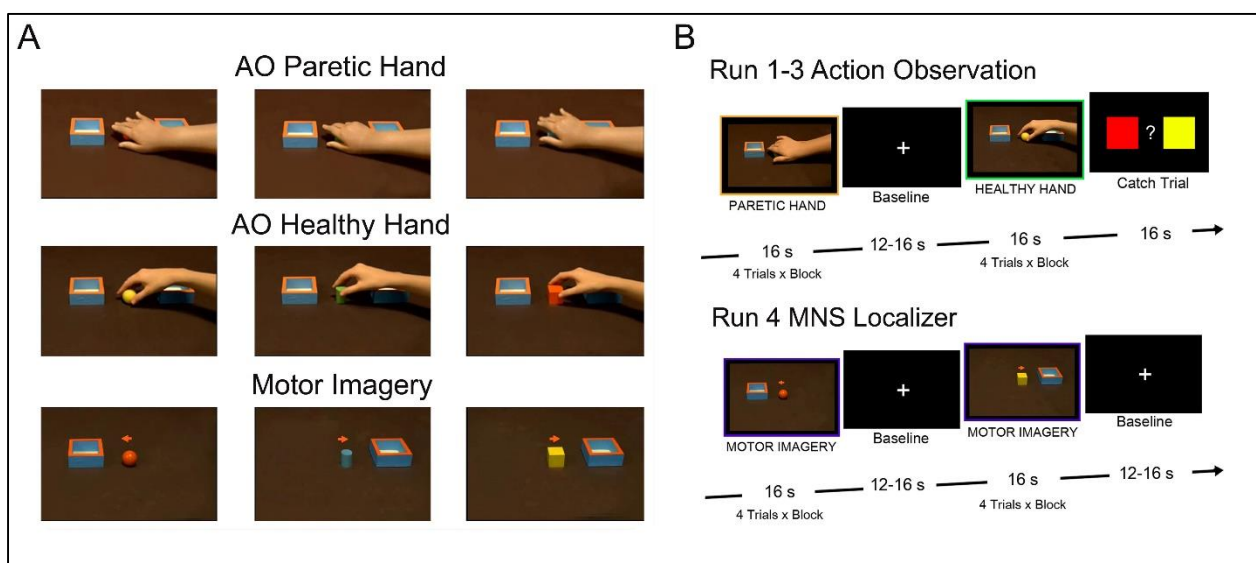 A
AO Paretic Hand
AO Healthy Hand
Motor Imagery
B
Run 1-3 Action Observation
PARETIC HAND
+
Baseline
HEALTHY HAND
? 
Catch Trial
16 s
12-16 s
16 s
16 s
4 Trials x Block
4 Trials x Block
Run 4 MNS Localizer
MOTOR IMAGERY
+
Baseline
MOTOR IMAGERY
+
Baseline
16 s
12-16 s
16 s
12-16 s
4 Trials x Block
4 Trials x Block